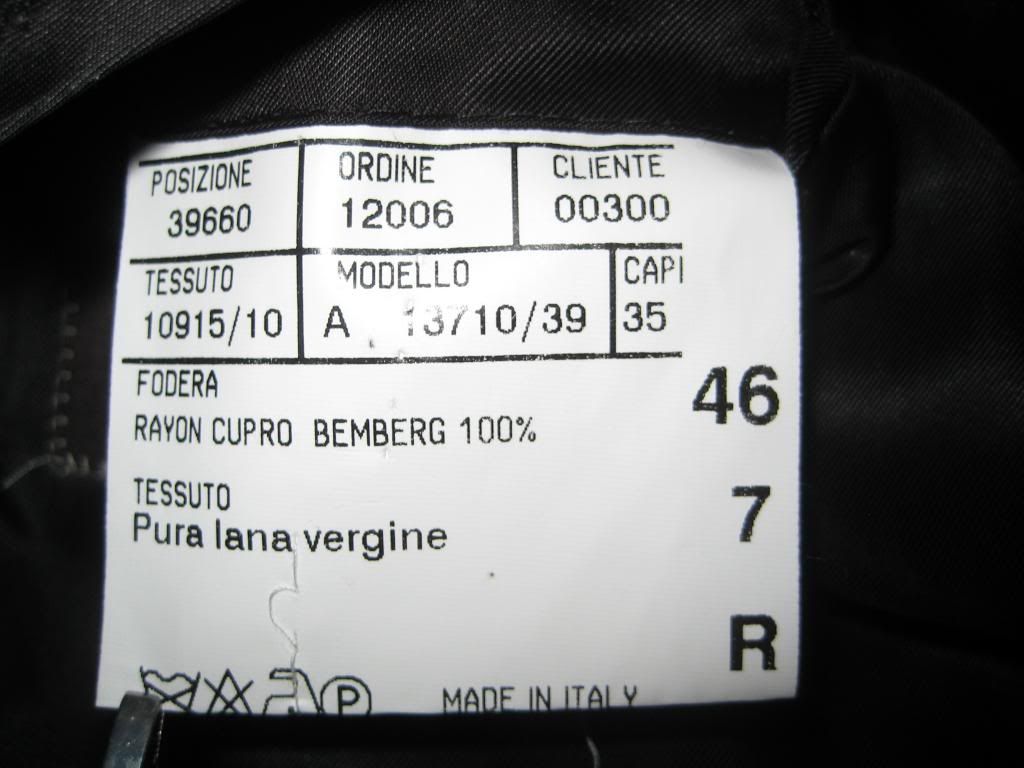 POSIZIONE ORDINE CLIENTE
39660 12006 00300
TESSUTO MODELLO CAPI
10915/10 A 13710/39 35
FODERA
46
RAYON CUPRO BEMBERG 100%
TESSUTO
7
Pura lana vergine
R
P
MADE IN ITALY